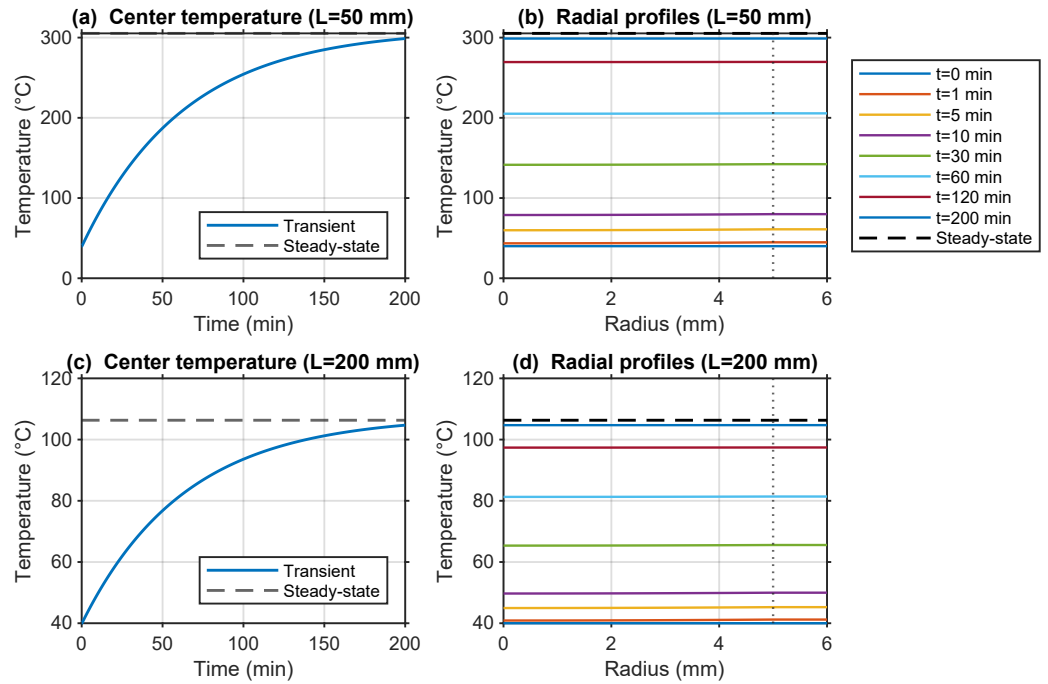 (a) Center temperature (L=50 mm)
300
200
100
0
Temperature (°C)
Transient
Steady-state
0 50 100 150 200
Time (min)
(b) Radial profiles (L=50 mm)
300
200
100
0
Temperature (°C)
0 2 4 6
Radius (mm)
t=0 min
t=1 min
t=5 min
t=10 min
t=30 min
t=60 min
t=120 min
t=200 min
Steady-state
(c) Center temperature (L=200 mm)
120
100
80
60
40
Temperature (°C)
Transient
Steady-state
0 50 100 150 200
Time (min)
(d) Radial profiles (L=200 mm)
120
100
80
60
40
Temperature (°C)
0 2 4 6
Radius (mm)